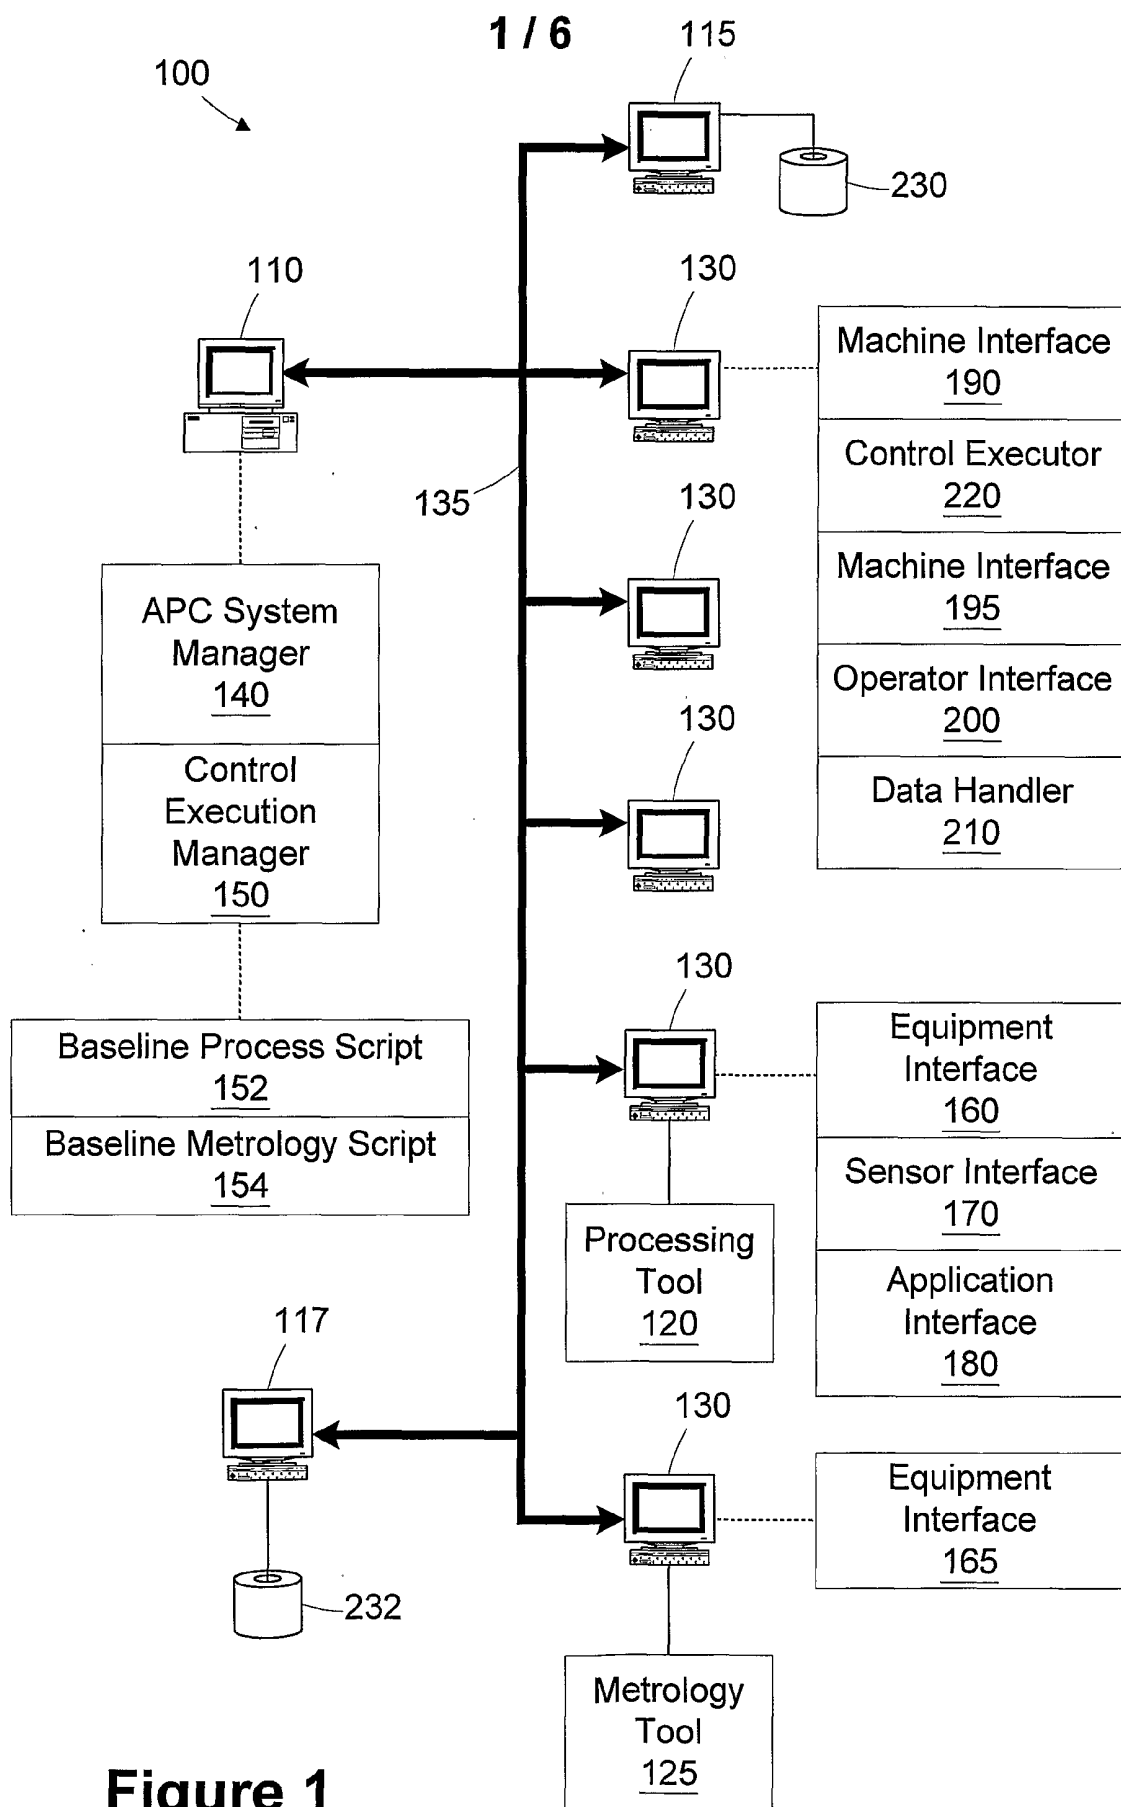 1 / 6
115
100
230
110
130
Machine Interface
190
Control Executor
220
135
130
Machine Interface
195
APC System
Manager
140
Operator Interface
200
130
Control
Execution
Manager
150
Data Handler
210
130
Baseline Process Script
152
Equipment
Interface
160
Baseline Metrology Script
154
Sensor Interface
170
Processing
Tool
120
Application
Interface
180
117
130
Equipment
Interface
165
232
Metrology
Tool
125
Figure 1